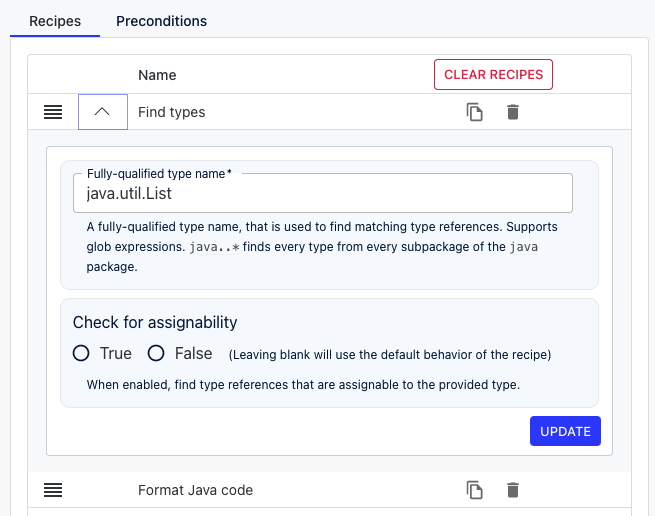 Recipes Preconditions
Name CLEAR RECIPES
Find types
Fully-qualified type name*
java.util.List
A fully-qualified type name, that is used to find matching type references. Supports
glob expressions. java..* finds every type from every subpackage of the java
package.
Check for assignability
True False (Leaving blank will use the default behavior of the recipe)
When enabled, find type references that are assignable to the provided type.
UPDATE
Format Java code